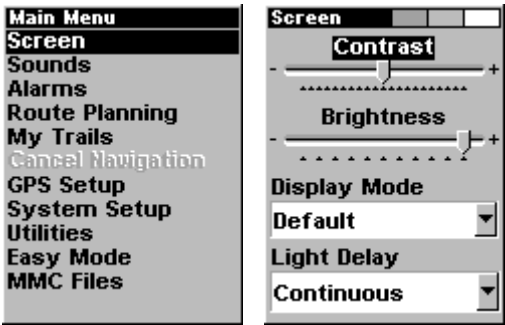 Main Menu
Screen
Sounds
Alarms
Route Planning
My Trails
Cancel Navigation
GPS Setup
System Setup
Utilities
Easy Mode
MMC Files
Screen
Contrast
- +
Brightness
- +
Display Mode
Default
Light Delay
Continuous